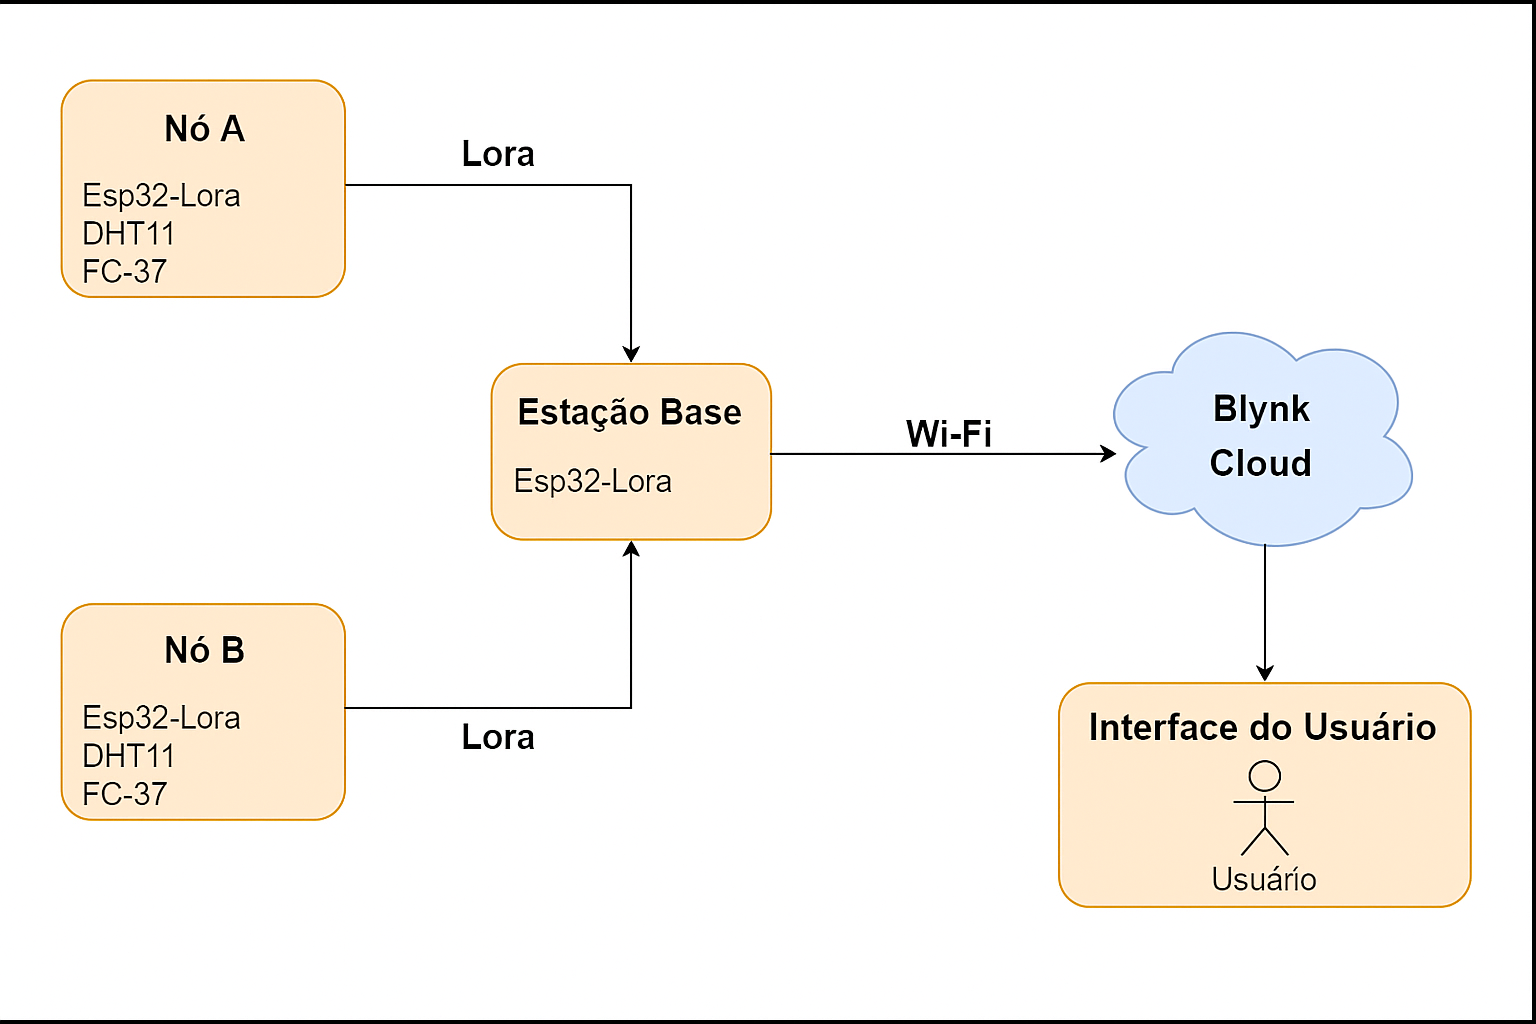 Nó A
Esp32-Lora
DHT11
FC-37
Lora
Estação Base
Esp32-Lora
Wi-Fi
Blynk
Cloud
Nó B
Esp32-Lora
DHT11
FC-37
Lora
Interface do Usuário
Usuário